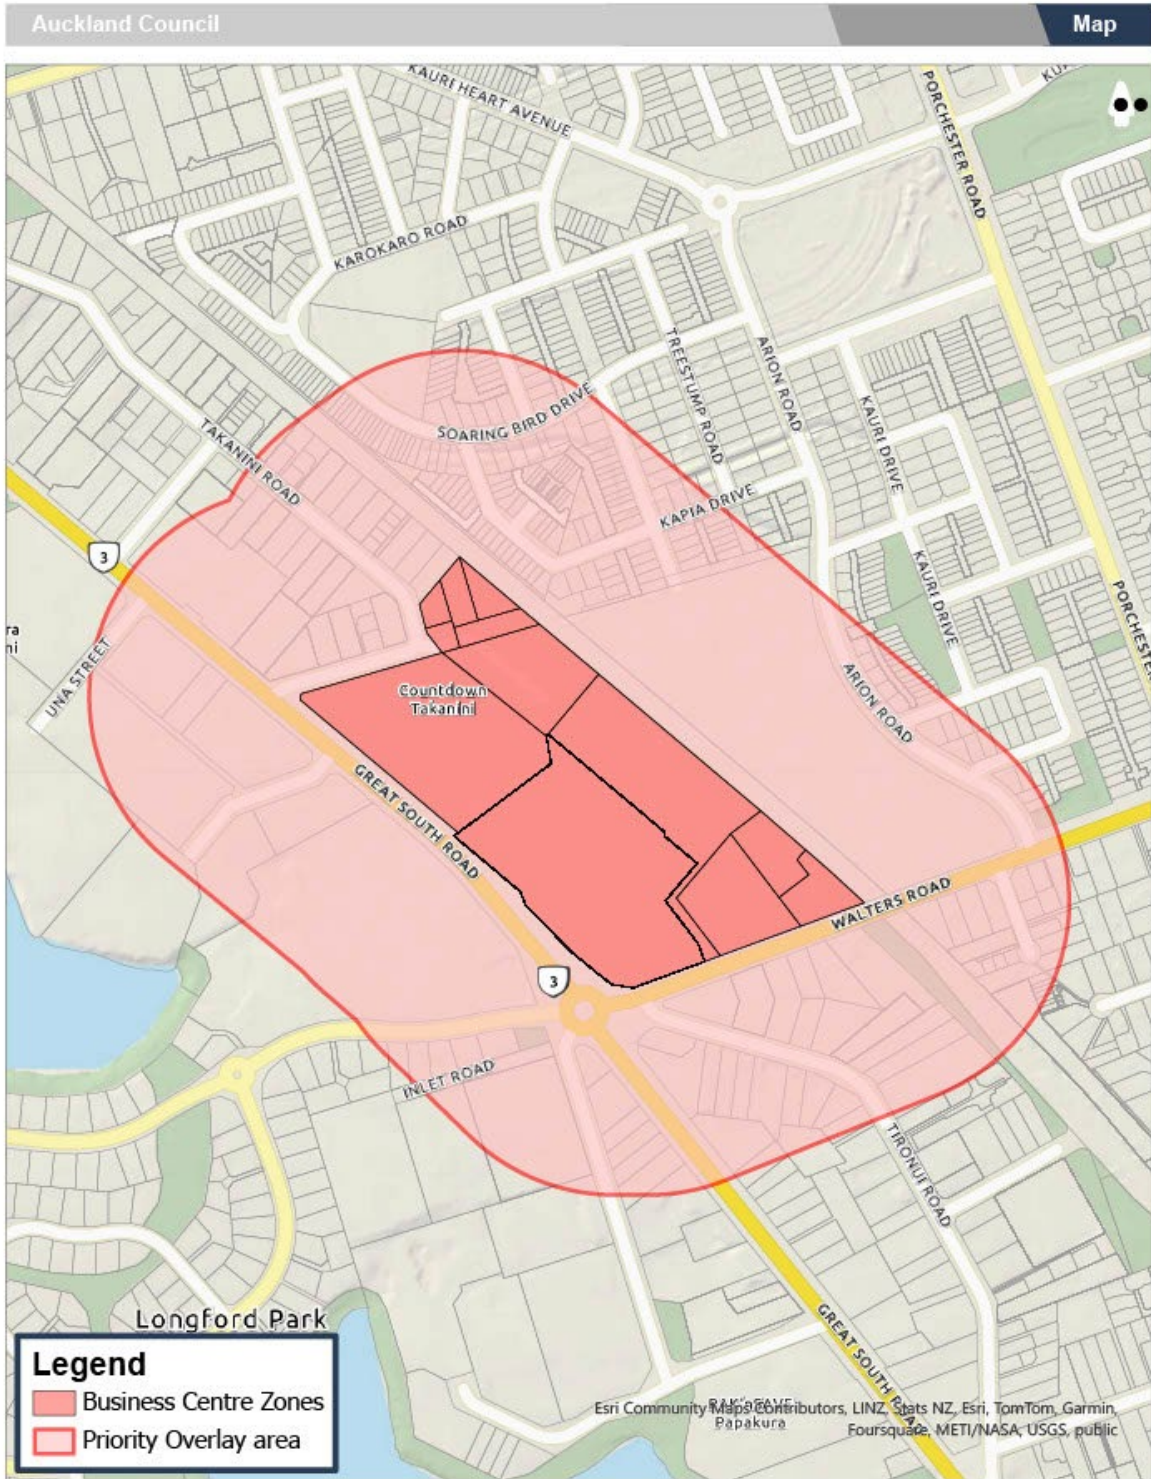 Auckland Council
Map
KAURI HEART AVENUE
PORCHESTER ROAD
KAROKARO ROAD
TREESTUMP ROAD
ARION ROAD
KAURI DRIVE
SOARING BIRD DRIVE
TAKANINI ROAD
KAPIA DRIVE
3
KAURI DRIVE
PORCHESTER
UNA STREET
ARION ROAD
Countdown
Takanini
GREAT SOUTH ROAD
WALTERS ROAD
3
INLET ROAD
TIRONUI ROAD
Longford Park
GREAT SOUTH ROAD
Legend
Business Centre Zones
Priority Overlay area
PAK'nSAVE
Papakura
Esri Community Maps Contributors, LINZ, Stats NZ, Esri, TomTom, Garmin,
Foursquare, METI/NASA, USGS, public